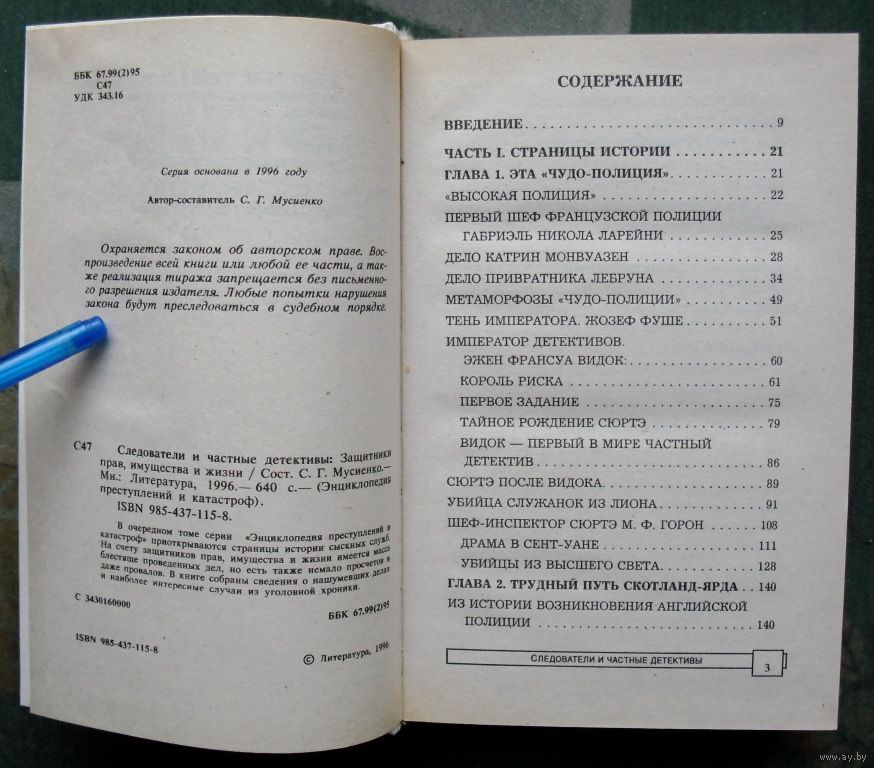 ББК 67.99(2)95
С47
УДК 343.16
Серия основана в 1996 году
Автор-составитель С. Г. Мусиенко
Охраняется законом об авторском праве. Вос-
произведение всей книги или любой ее части, а так-
же реализация тиража запрещается без письменно-
го разрешения издателя. Любые попытки нарушения
закона будут преследоваться в судебном порядке.
С47
Следователи и частные детективы: Защитники
прав, имущества и жизни / Сост. С. Г. Мусиенко.—
Мн.: Литература, 1996.— 640 с.— (Энциклопедия
преступлений и катастроф).
ISBN 985-437-115-8.
В очередном томе серии «Энциклопедия преступлений и
катастроф» приоткрываются страницы истории сыскных служб.
На счету защитников прав, имущества и жизни имеется масса
блестяще проведенных дел, но есть также немало просчетов и
даже провалов. В книге собраны сведения о нашумевших делах
и наиболее интересные случаи из уголовной хроники.
С 3430160000
ББК 67.99(2)95
ISBN 985-437-115-8
© Литература, 1996
СОДЕРЖАНИЕ
ВВЕДЕНИЕ. . . . . . . . . . . . . . . . . . . . . . . . . . . . . . 9
ЧАСТЬ I. СТРАНИЦЫ ИСТОРИИ . . . . . . . . . . . 21
ГЛАВА 1. ЭТА «ЧУДО-ПОЛИЦИЯ». . . . . . . . . . . . 21
«ВЫСОКАЯ ПОЛИЦИЯ» . . . . . . . . . . . . . . . . . . . . 22
ПЕРВЫЙ ШЕФ ФРАНЦУЗСКОЙ ПОЛИЦИИ
ГАБРИЭЛЬ НИКОЛА ЛАРЕЙНИ . . . . . . . . . . . . 25
ДЕЛО КАТРИН МОНВУАЗЕН . . . . . . . . . . . . . . . . 28
ДЕЛО ПРИВРАТНИКА ЛЕБРУНА . . . . . . . . . . . . . 34
МЕТАМОРФОЗЫ «ЧУДО-ПОЛИЦИИ» . . . . . . . . . . 49
ТЕНЬ ИМПЕРАТОРА. ЖОЗЕФ ФУШЕ . . . . . . . . . . 51
ИМПЕРАТОР ДЕТЕКТИВОВ.
ЭЖЕН ФРАНСУА ВИДОК: . . . . . . . . . . . . . . . . . 60
КОРОЛЬ РИСКА . . . . . . . . . . . . . . . . . . . . . . . . 61
ПЕРВОЕ ЗАДАНИЕ . . . . . . . . . . . . . . . . . . . . . . 75
ТАЙНОЕ РОЖДЕНИЕ СЮРТЭ . . . . . . . . . . . . . . 79
ВИДОК — ПЕРВЫЙ В МИРЕ ЧАСТНЫЙ
ДЕТЕКТИВ . . . . . . . . . . . . . . . . . . . . . . . . . . . . 86
СЮРТЭ ПОСЛЕ ВИДОКА. . . . . . . . . . . . . . . . . . . 89
УБИЙЦА СЛУЖАНОК ИЗ ЛИОНА . . . . . . . . . . . . . 91
ШЕФ-ИНСПЕКТОР СЮРТЭ М. Ф. ГОРОН . . . . . . . 108
ДРАМА В СЕНТ-УАНЕ . . . . . . . . . . . . . . . . . . . 111
УБИЙЦЫ ИЗ ВЫСШЕГО СВЕТА. . . . . . . . . . . . 128
ГЛАВА 2. ТРУДНЫЙ ПУТЬ СКОТЛАНД-ЯРДА . . 140
ИЗ ИСТОРИИ ВОЗНИКНОВЕНИЯ АНГЛИЙСКОЙ
ПОЛИЦИИ . . . . . . . . . . . . . . . . . . . . . . . . . . . 140
СЛЕДОВАТЕЛИ И ЧАСТНЫЕ ДЕТЕКТИВЫ
3
www.ay.by